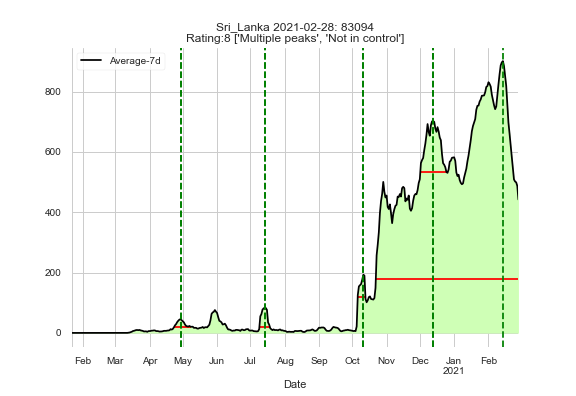 Sri_Lanka 2021-02-28: 83094
Rating:8 ['Multiple peaks', 'Not in control']
Average-7d
800
600
400
200
0
Feb Mar Apr May Jun Jul Aug Sep Oct Nov Dec Jan Feb
2021
Date